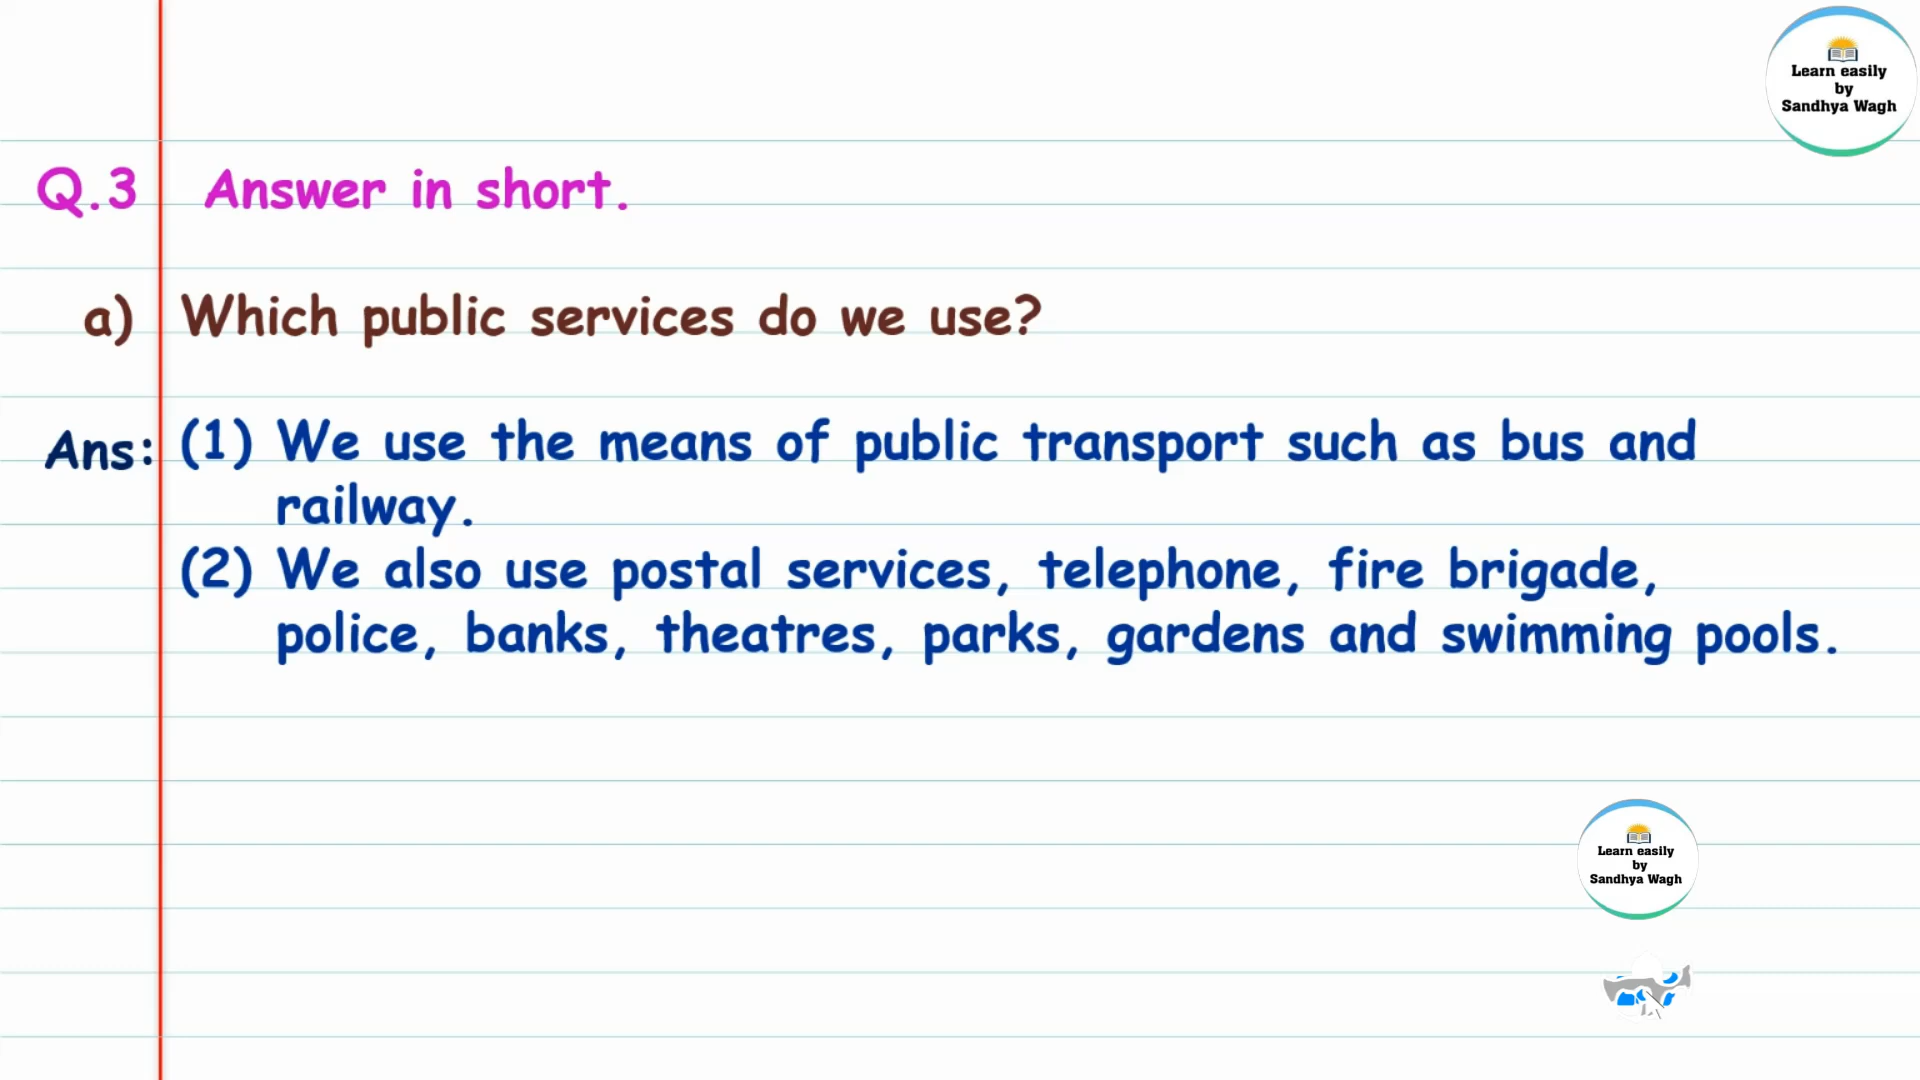 Learn easily
by
Sandhya Wagh
Q.3 Answer in short.
a) Which public services do we use?
Ans: (1) We use the means of public transport such as bus and
railway.
(2) We also use postal services, telephone, fire brigade,
police, banks, theatres, parks, gardens and swimming pools.
Learn easily
by
Sandhya Wagh